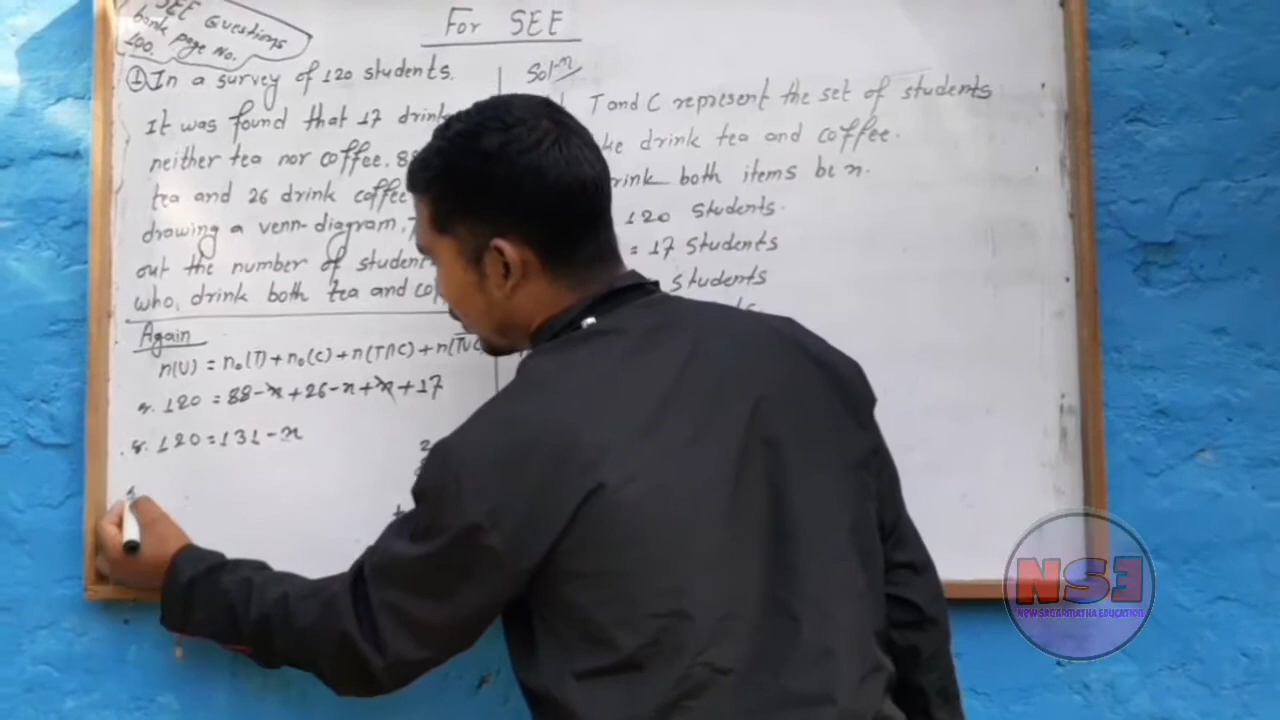 SEE Questions
bank page No.
100.
For SEE
① In a survey of 120 students.
It was found that 17 drink
neither tea nor coffee. 88
tea and 26 drink coffee
drawing a venn-diagram,
out the number of student
who, drink both tea and
Solⁿ
T and C represent the set of students
drink tea and coffee.
both items be x.
120 students.
= 17 students
students
Again
n(U) = n₀(T) + n₀(C) + n(T∩C) + n(T∪C)
or. 120 = 88-x+26-x+x+17
or. 120 = 131-x
NSE
NEW SAGARMATHA EDUCATION